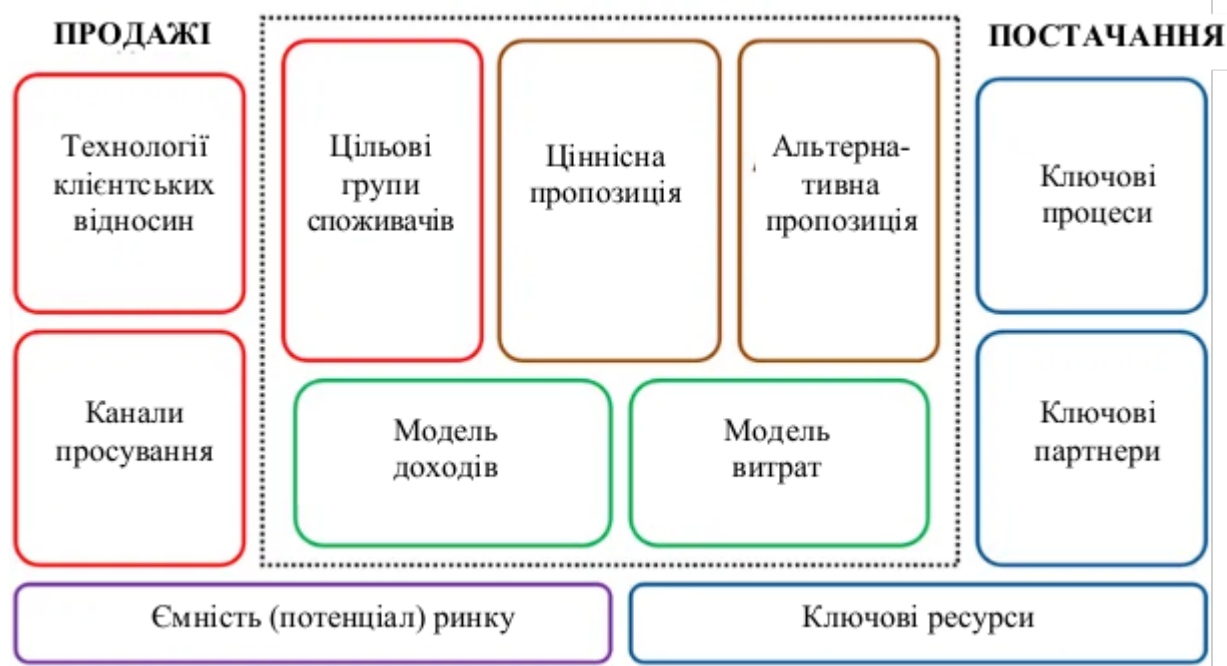 ПРОДАЖІ
Технології
клієнтських
відносин
Канали
просування
Цільові
групи
споживачів
Ціннісна
пропозиція
Альтерна-
тивна
пропозиція
Модель
доходів
Модель
витрат
ПОСТАЧАННЯ
Ключові
процеси
Ключові
партнери
Ємність (потенціал) ринку
Ключові ресурси